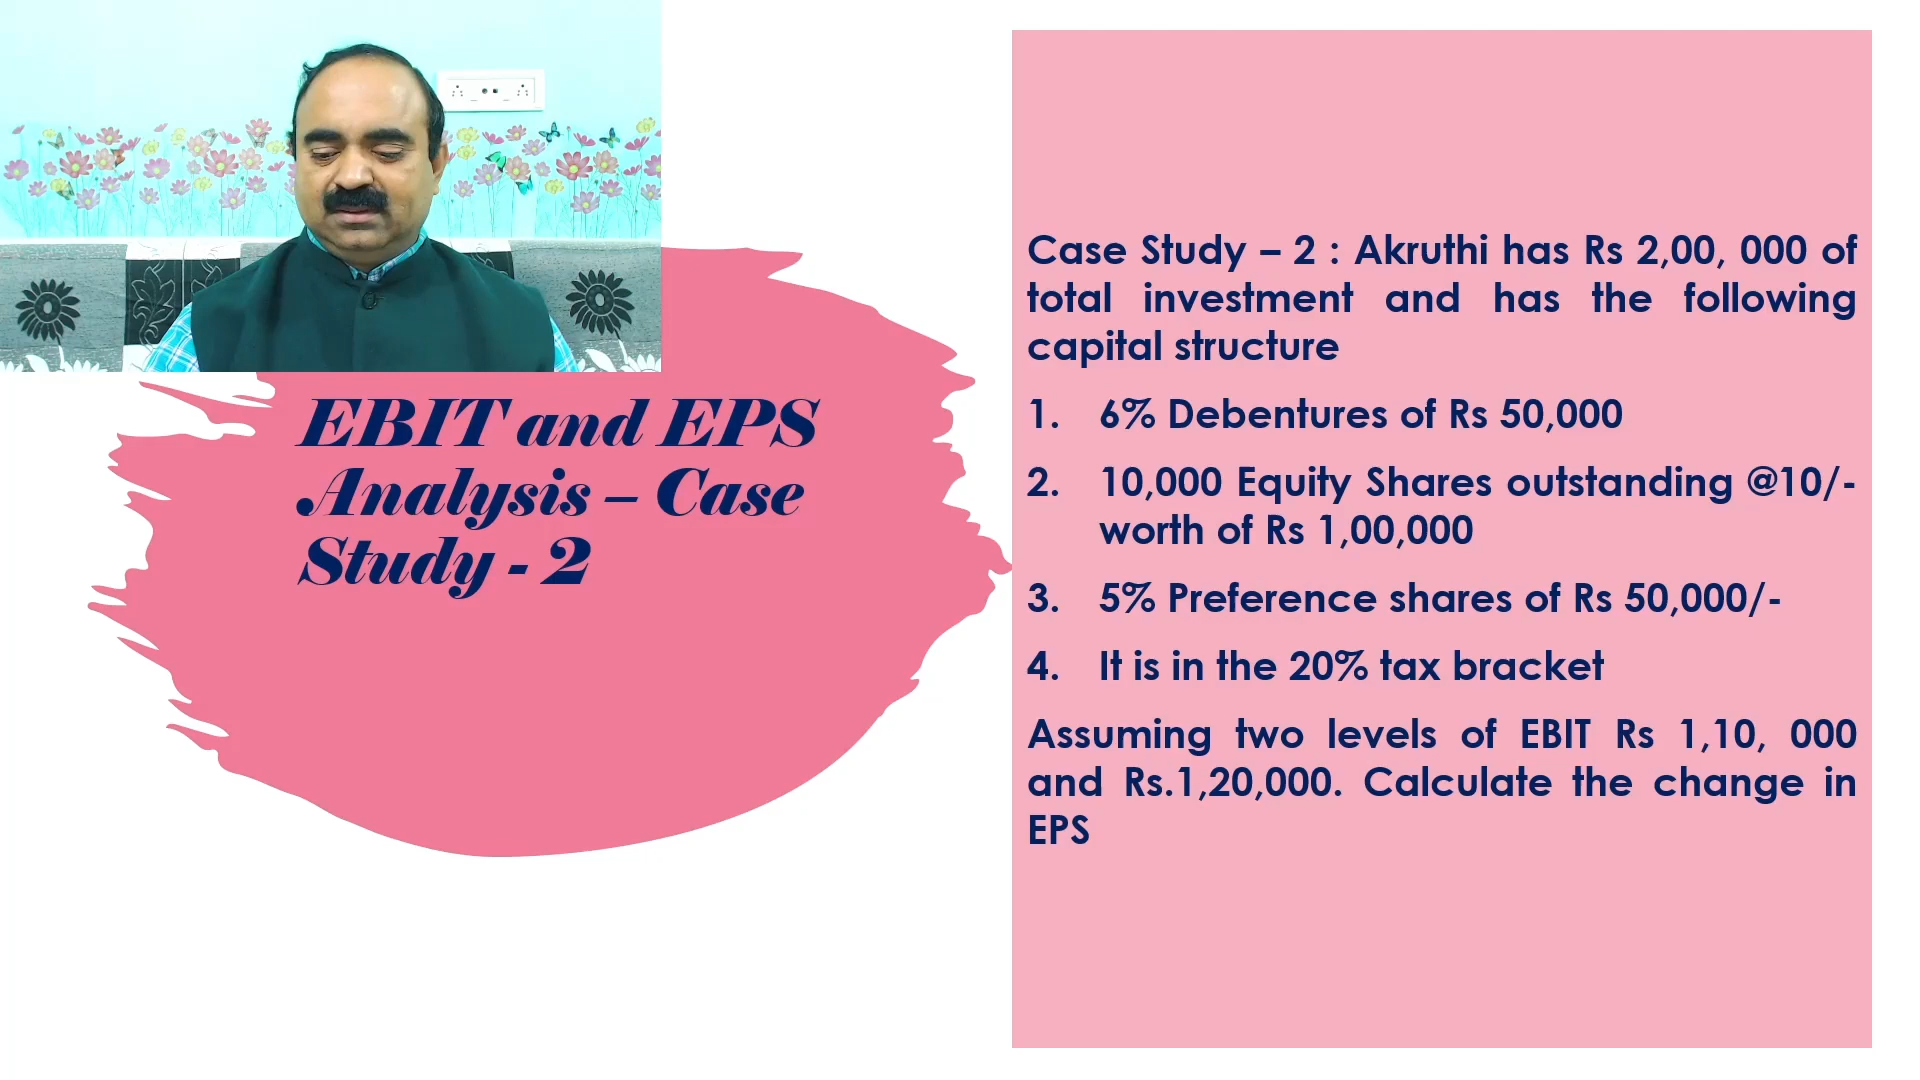 EBIT and EPS
Analysis – Case
Study - 2
Case Study – 2 : Akruthi has Rs 2,00, 000 of
total investment and has the following
capital structure
1. 6% Debentures of Rs 50,000
2. 10,000 Equity Shares outstanding @10/-
worth of Rs 1,00,000
3. 5% Preference shares of Rs 50,000/-
4. It is in the 20% tax bracket
Assuming two levels of EBIT Rs 1,10, 000
and Rs.1,20,000. Calculate the change in
EPS